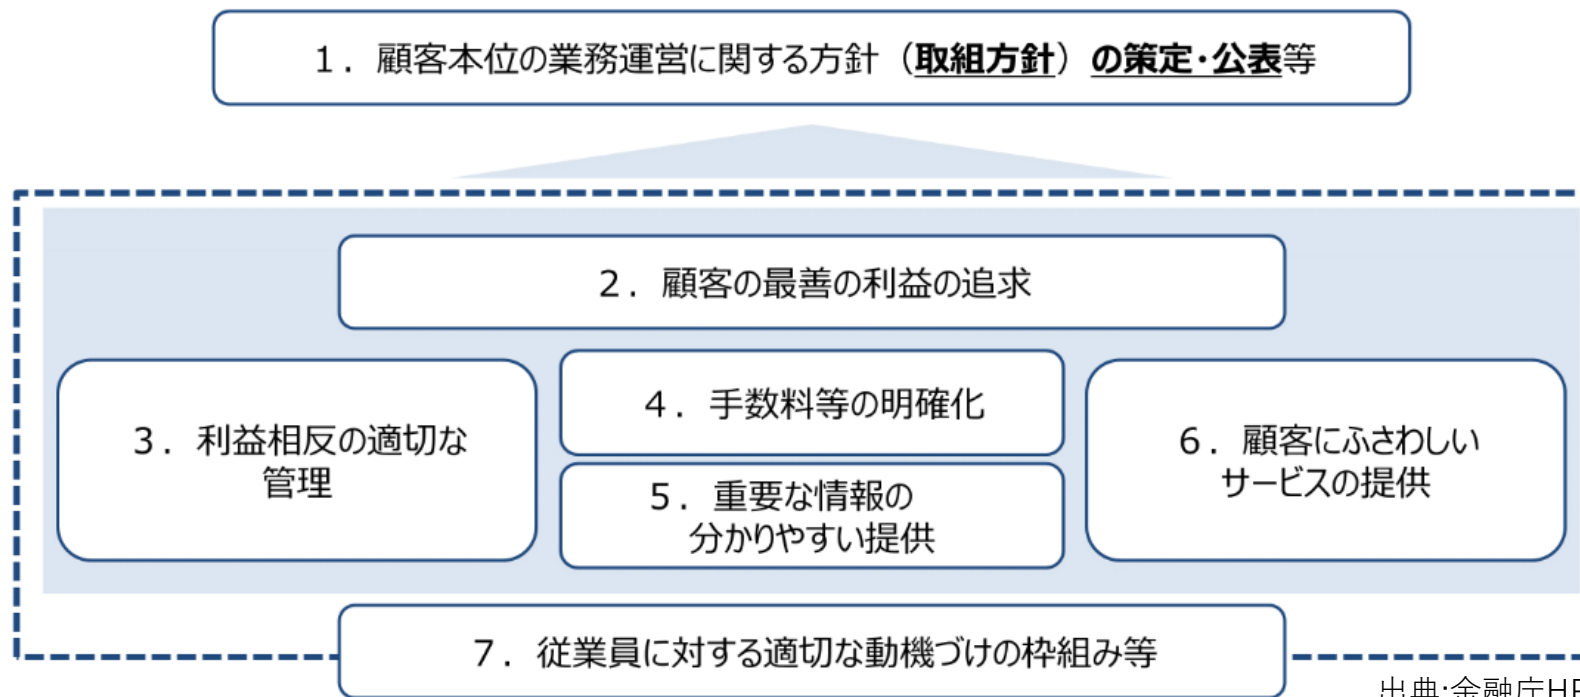 1．顧客本位の業務運営に関する方針（取組方針）の策定・公表等
2．顧客の最善の利益の追求
3．利益相反の適切な
管理
4．手数料等の明確化
5．重要な情報の
分かりやすい提供
6．顧客にふさわしい
サービスの提供
7．従業員に対する適切な動機づけの枠組み等
出典:金融庁HP